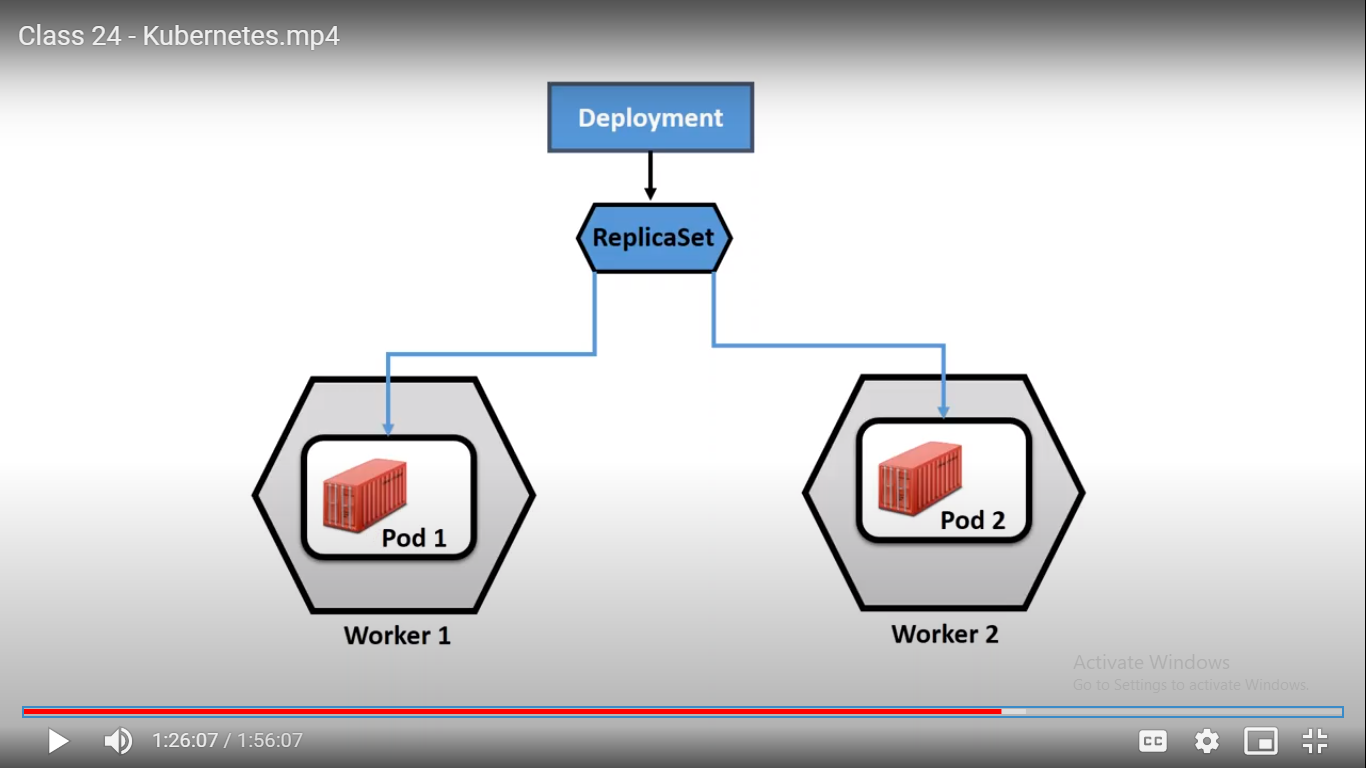 Class 24 - Kubernetes.mp4
Deployment
ReplicaSet
Pod 1
Pod 2
Worker 1
Worker 2
Activate Windows
Go to Settings to activate Windows.
1:26:07 / 1:56:07
CC